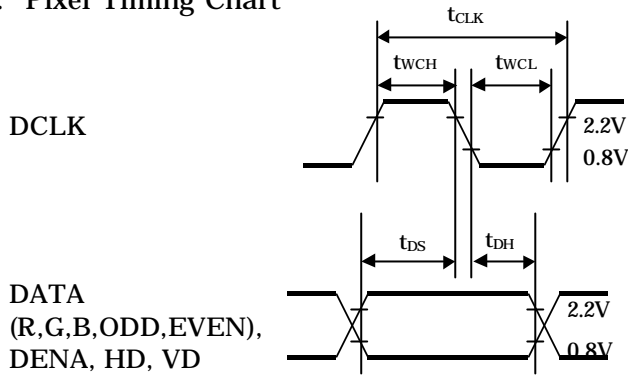 . Pixel Timing Chart
tCLK
tWCH
tWCL
DCLK
2.2V
0.8V
tDS
tDH
DATA
(R,G,B,ODD,EVEN),
DENA, HD, VD
2.2V
0.8V